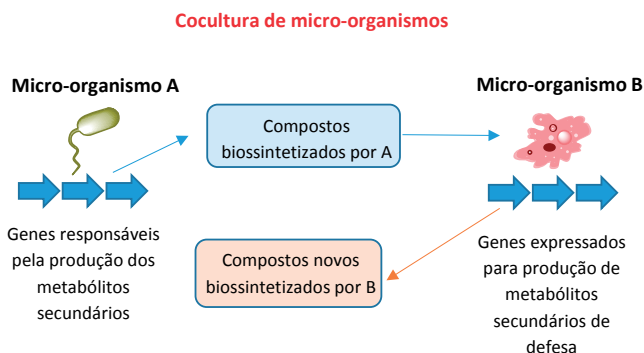 Cocultura de micro-organismos
Micro-organismo A
Micro-organismo B
Compostos
biossintetizados por A
Genes responsáveis
pela produção dos
metabólitos
secundários
Compostos novos
biossintetizados por B
Genes expressados
para produção de
metabólitos
secundários de
defesa